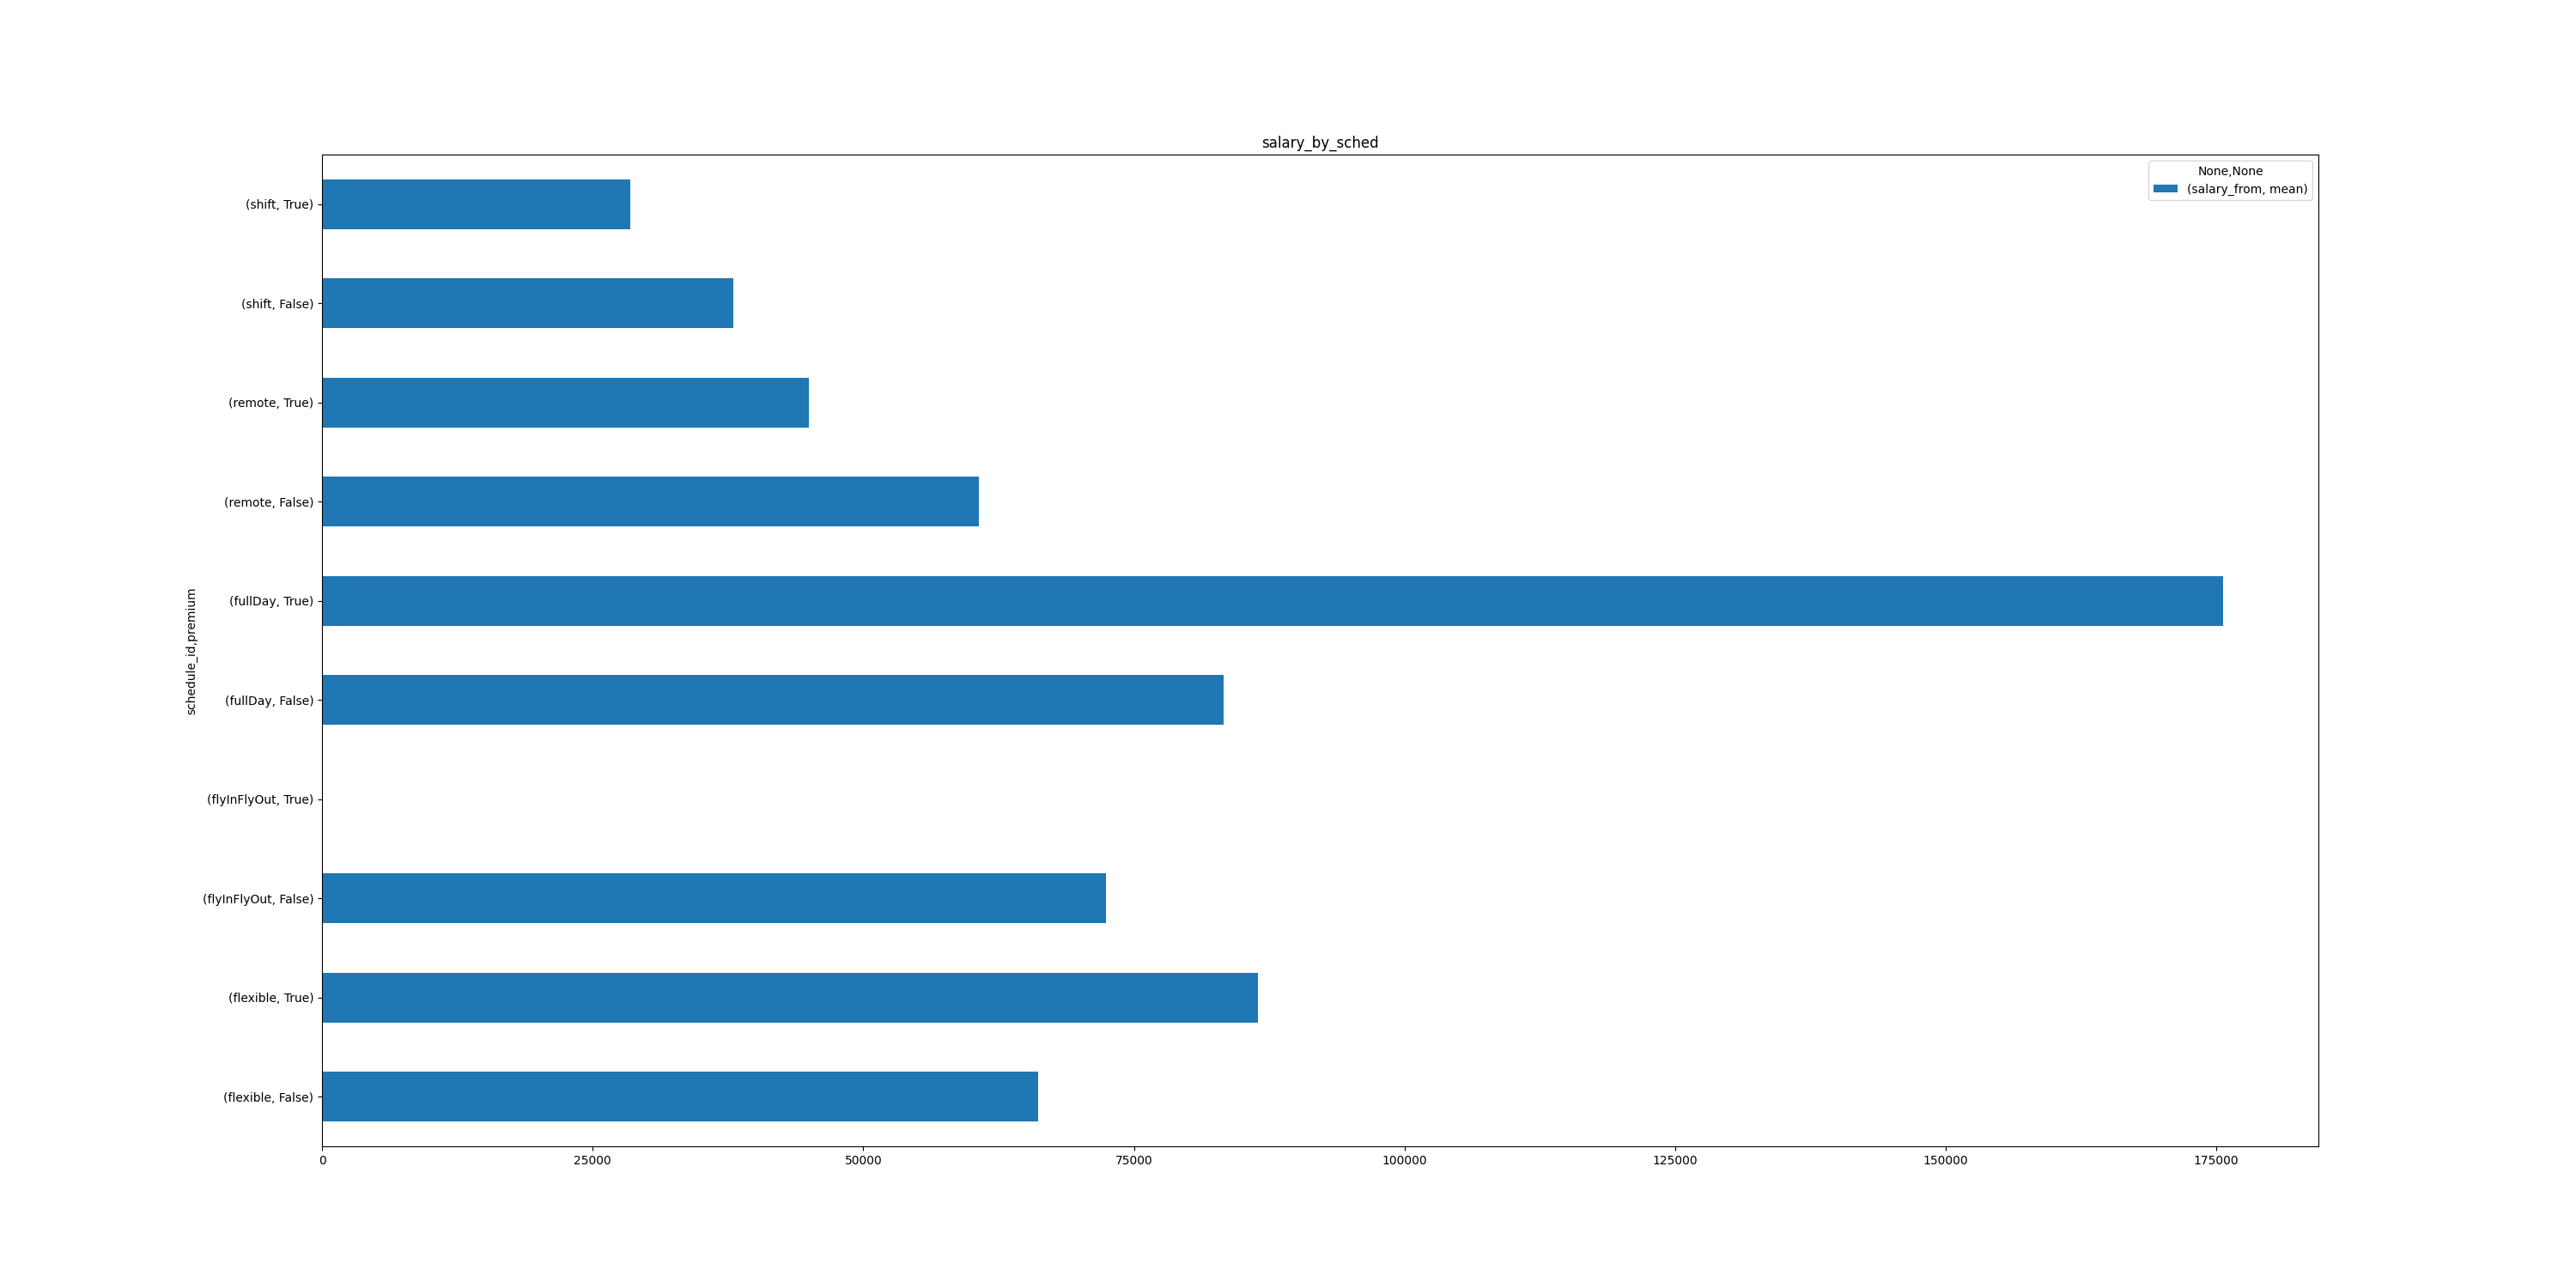 salary_by_sched
None,None
(salary_from, mean)
schedule_id,premium
(shift, True)
(shift, False)
(remote, True)
(remote, False)
(fullDay, True)
(fullDay, False)
(flyInFlyOut, True)
(flyInFlyOut, False)
(flexible, True)
(flexible, False)
0 25000 50000 75000 100000 125000 150000 175000